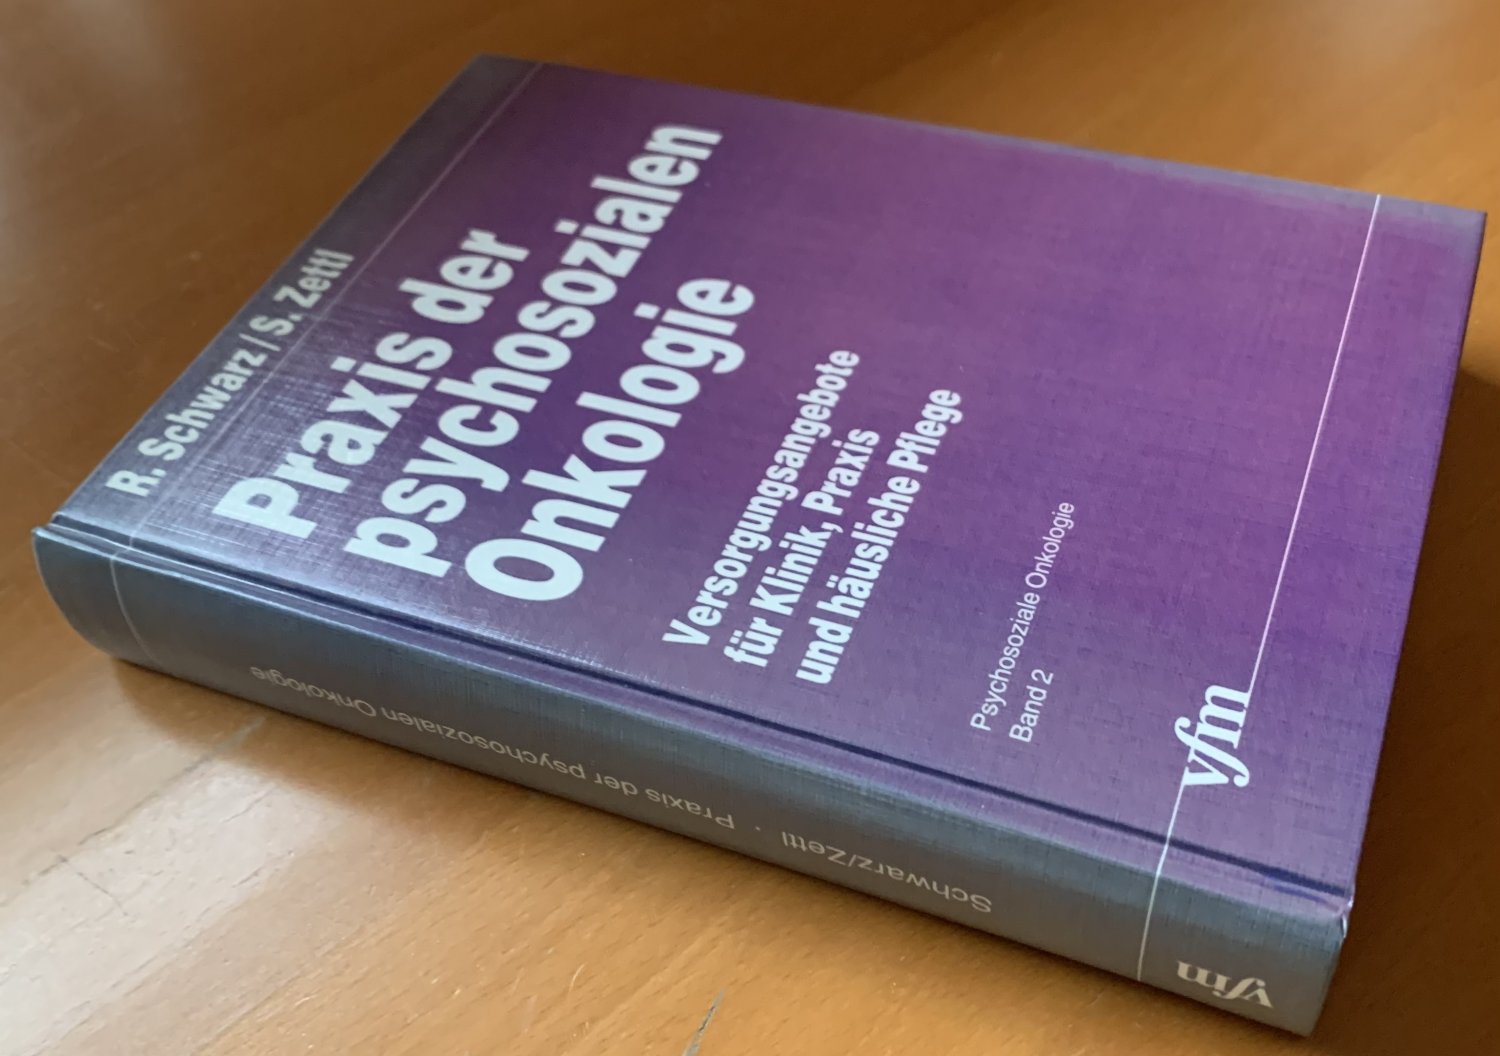 R. Schwarz / S. Zettl
Praxis der
psychosozialen
Onkologie
Versorgungsangebote
für Klinik, Praxis
und häusliche Pflege
Psychosoziale Onkologie
Band 2
vfm
Schwarz/Zettl · Praxis der psychosozialen Onkologie
vfm